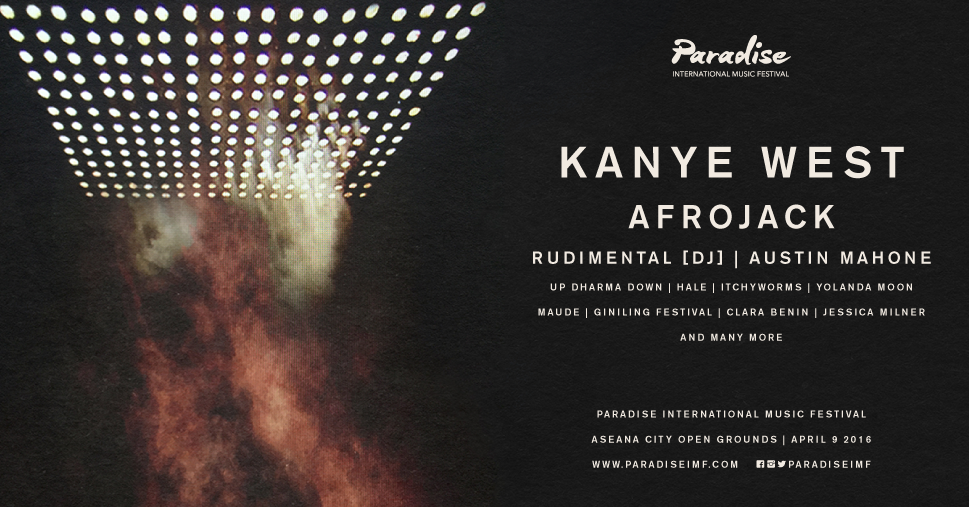 Paradise
INTERNATIONAL MUSIC FESTIVAL
KANYE WEST
AFROJACK
RUDIMENTAL [DJ] | AUSTIN MAHONE
UP DHARMA DOWN | HALE | ITCHYWORMS | YOLANDA MOON
MAUDE | GINILING FESTIVAL | CLARA BENIN | JESSICA MILNER
AND MANY MORE
PARADISE INTERNATIONAL MUSIC FESTIVAL
ASEANA CITY OPEN GROUNDS | APRIL 9 2016
WWW.PARADISEIMF.COM PARADISEIMF